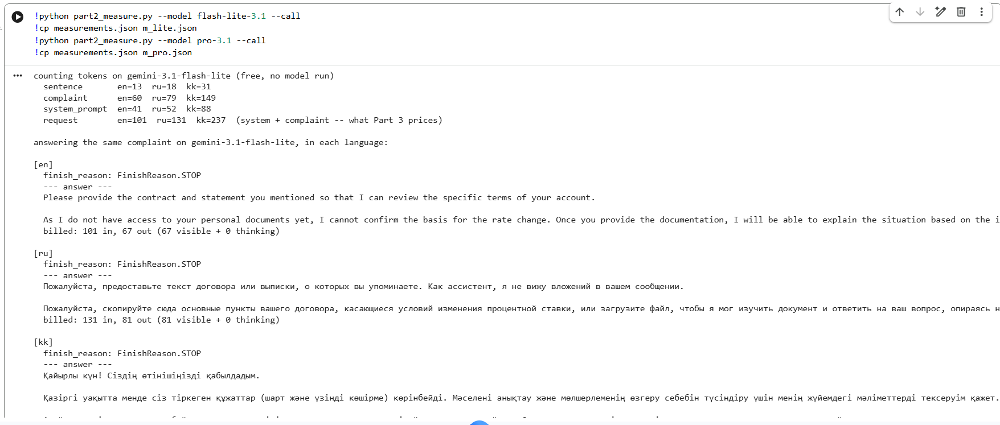 !python part2_measure.py --model flash-lite-3.1 --call
!cp measurements.json m_lite.json
!python part2_measure.py --model pro-3.1 --call
!cp measurements.json m_pro.json
counting tokens on gemini-3.1-flash-lite (free, no model run)
sentence en=13 ru=18 kk=31
complaint en=60 ru=79 kk=149
system_prompt en=41 ru=52 kk=88
request en=101 ru=131 kk=237 (system + complaint -- what Part 3 prices)
answering the same complaint on gemini-3.1-flash-lite, in each language:
[en]
finish_reason: FinishReason.STOP
--- answer ---
Please provide the contract and statement you mentioned so that I can review the specific terms of your account.
As I do not have access to your personal documents yet, I cannot confirm the basis for the rate change. Once you provide the documentation, I will be able to explain the situation based on the i
billed: 101 in, 67 out (67 visible + 0 thinking)
[ru]
finish_reason: FinishReason.STOP
--- answer ---
Пожалуйста, предоставьте текст договора или выписки, о которых вы упоминаете. Как ассистент, я не вижу вложений в вашем сообщении.
Пожалуйста, скопируйте сюда основные пункты вашего договора, касающиеся условий изменения процентной ставки, или загрузите файл, чтобы я мог изучить документ и ответить на ваш вопрос, опираясь н
billed: 131 in, 81 out (81 visible + 0 thinking)
[kk]
finish_reason: FinishReason.STOP
--- answer ---
Қайырлы күн! Сіздің өтінішіңізді қабылдадым.
Қазіргі уақытта менде сіз тіркеген құжаттар (шарт және үзінді көшірме) көрінбейді. Мәселені анықтау және мөлшерлеменің өзгеру себебін түсіндіру үшін менің жүйемдегі мәліметтерді тексеруім қажет.